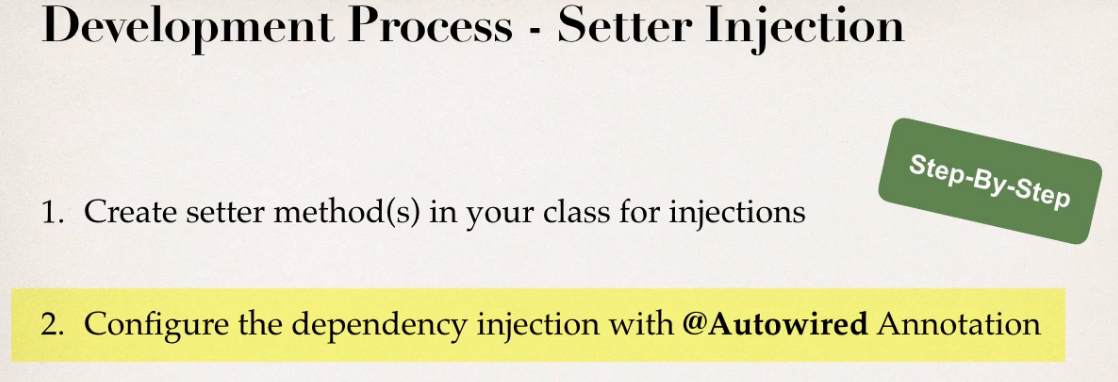 Development Process - Setter Injection
Step-By-Step
1. Create setter method(s) in your class for injections
2. Configure the dependency injection with @Autowired Annotation